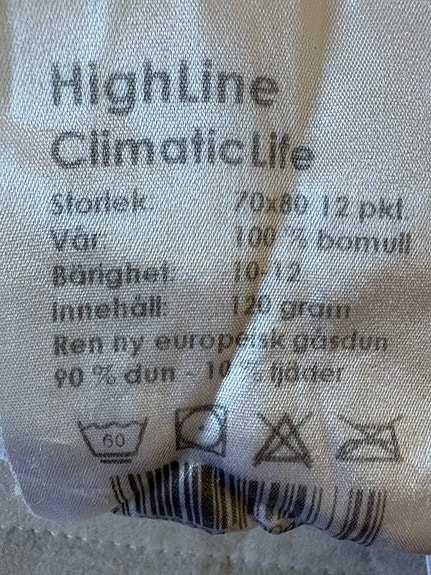 HighLine
ClimaticLife
Storlek: 70x80 12 pkt.
Vår: 100 % bomull
Bärighet: 10-12
Innehåll: 120 gram
Ren ny europeisk gåsdun
90 % dun - 10 % fjäder
60